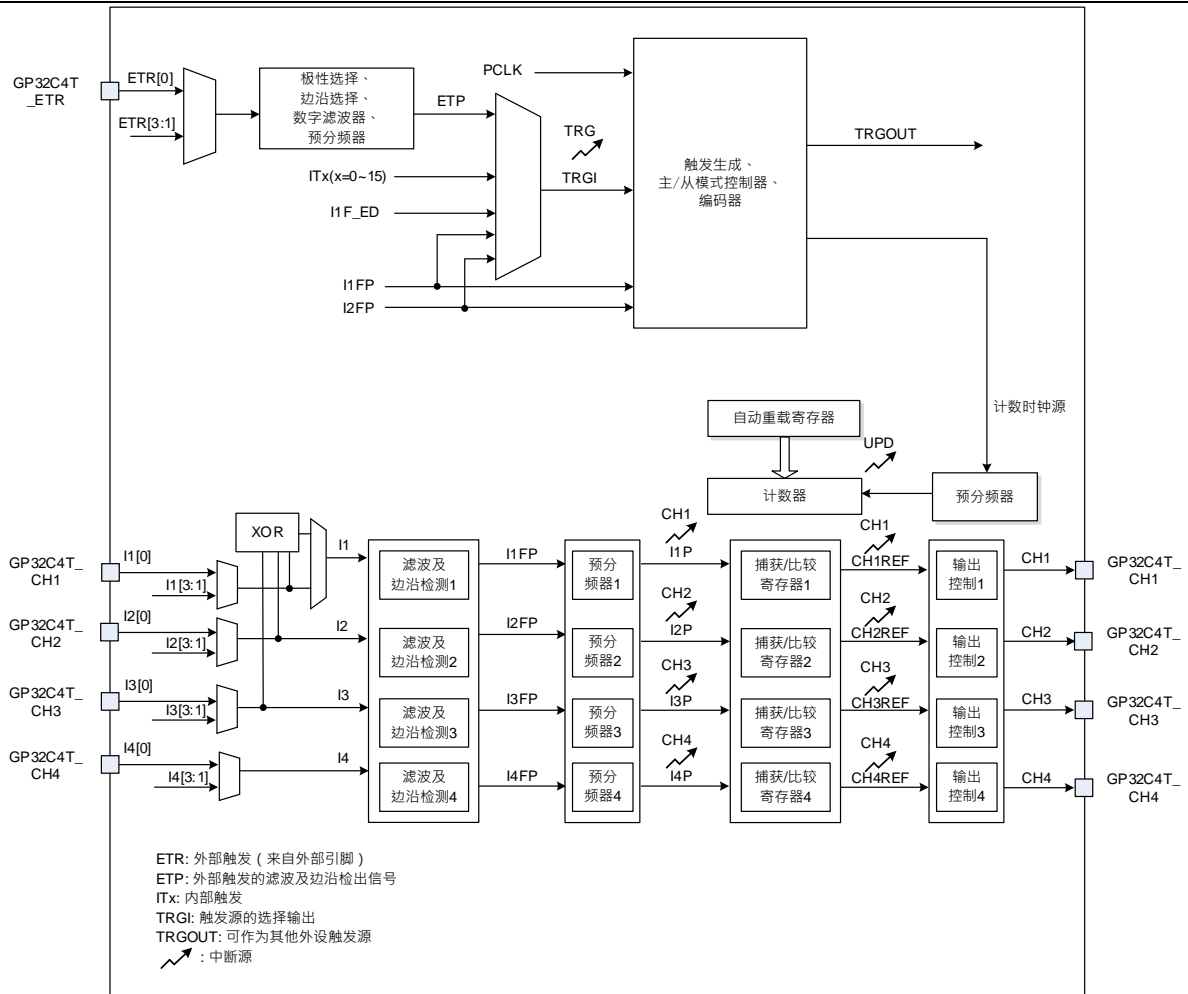 GP32C4T
_ETR
ETR[0]
ETR[3:1]
极性选择、
边沿选择、
数字滤波器、
预分频器
ETP
PCLK
ITx(x=0~15)
I1F_ED
I1FP
I2FP
TRG
TRGI
触发生成、
主/从模式控制器、
编码器
TRGOUT
计数时钟源
自动重载寄存器
UPD
计数器
预分频器
XOR
GP32C4T_
CH1
I1[0]
I1[3:1]
I1
滤波及
边沿检测1
I1FP
预分
频器1
CH1
I1P
捕获/比较
寄存器1
CH1
CH1REF
输出
控制1
CH1
GP32C4T_
CH1
GP32C4T_
CH2
I2[0]
I2[3:1]
I2
滤波及
边沿检测2
I2FP
预分
频器2
CH2
I2P
捕获/比较
寄存器2
CH2
CH2REF
输出
控制2
CH2
GP32C4T_
CH2
GP32C4T_
CH3
I3[0]
I3[3:1]
I3
滤波及
边沿检测3
I3FP
预分
频器3
CH3
I3P
捕获/比较
寄存器3
CH3
CH3REF
输出
控制3
CH3
GP32C4T_
CH3
GP32C4T_
CH4
I4[0]
I4[3:1]
I4
滤波及
边沿检测4
I4FP
预分
频器4
CH4
I4P
捕获/比较
寄存器4
CH4
CH4REF
输出
控制4
CH4
GP32C4T_
CH4
ETR: 外部触发（来自外部引脚）
ETP: 外部触发的滤波及边沿检出信号
ITx: 内部触发
TRGI: 触发源的选择输出
TRGOUT: 可作为其他外设触发源
: 中断源